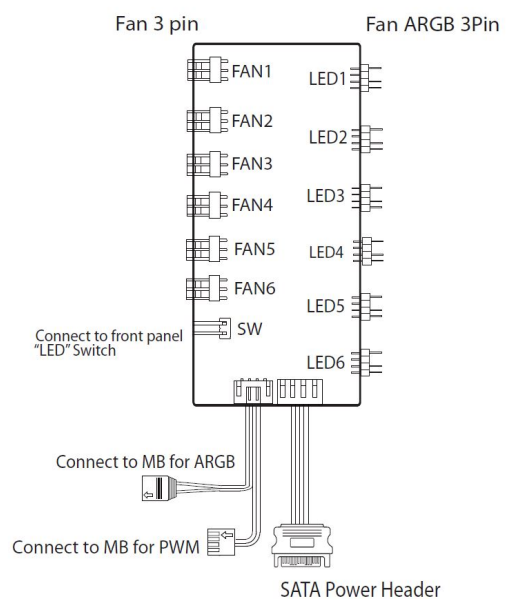 Fan 3 pin
Fan ARGB 3Pin
FAN1
FAN2
FAN3
FAN4
FAN5
FAN6
SW
LED1
LED2
LED3
LED4
LED5
LED6
Connect to front panel
“LED” Switch
Connect to MB for ARGB
Connect to MB for PWM
SATA Power Header